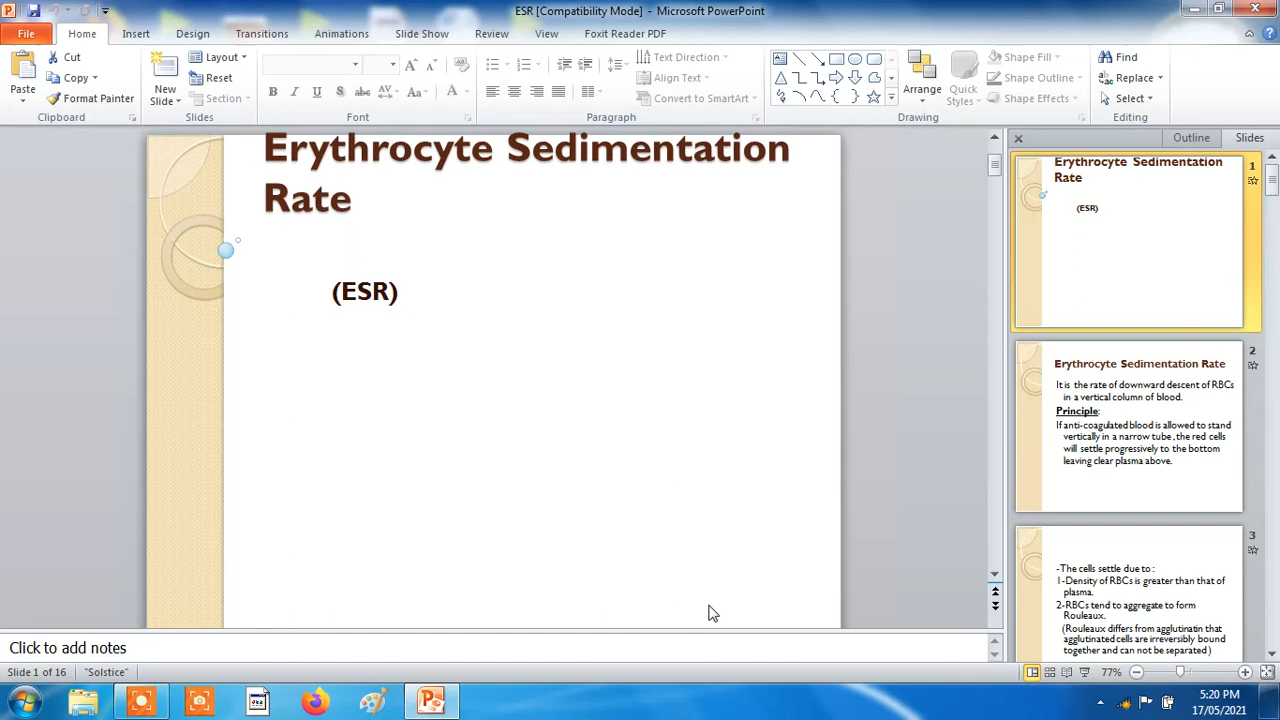 ESR [Compatibility Mode] - Microsoft PowerPoint
File Home Insert Design Transitions Animations Slide Show Review View Foxit Reader PDF
Paste
Cut
Copy
Format Painter
Clipboard
New
Slide
Layout
Reset
Section
Slides
B I U S abc AV Aa A
Font
Text Direction
Align Text
Convert to SmartArt
Paragraph
Arrange
Quick
Styles
Shape Fill
Shape Outline
Shape Effects
Drawing
Find
Replace
Select
Editing
Erythrocyte Sedimentation
Rate
(ESR)
Outline Slides
1
Erythrocyte Sedimentation
Rate
(ESR)
2
Erythrocyte Sedimentation Rate
It is the rate of downward descent of RBCs
in a vertical column of blood.
Principle:
If anti-coagulated blood is allowed to stand
vertically in a narrow tube, the red cells
will settle progressively to the bottom
leaving clear plasma above.
3
-The cells settle due to :
1-Density of RBCs is greater than that of
plasma.
2-RBCs tend to aggregate to form
Rouleaux.
(Rouleaux differs from agglutinatin that
agglutinated cells are irreversibly bound
together and can not be separated )
Click to add notes
Slide 1 of 16 "Solstice" 77%
5:20 PM
17/05/2021